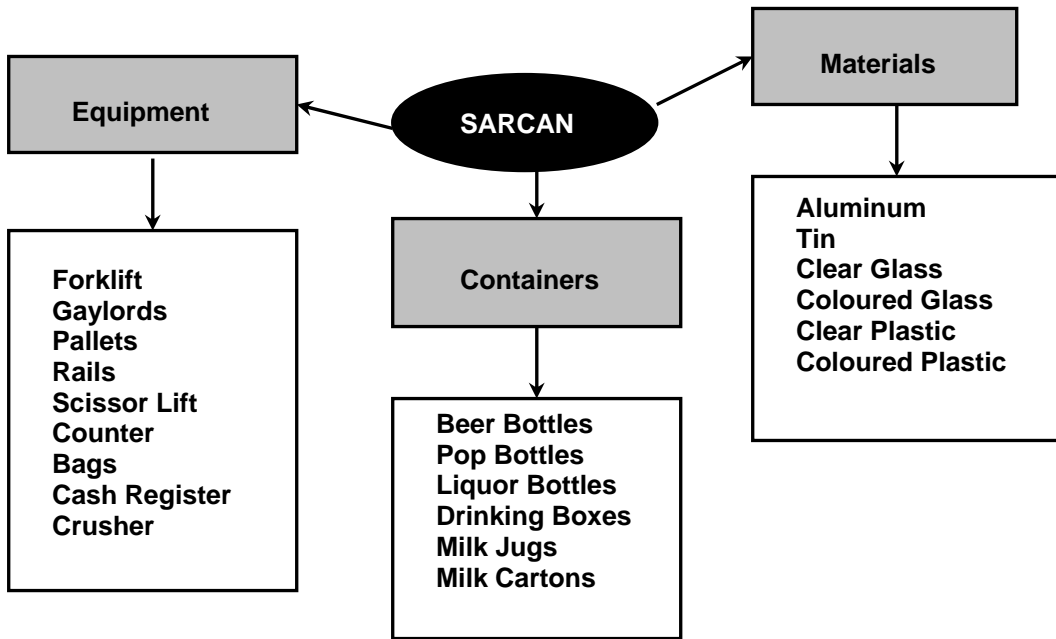 SARCAN
Equipment
Forklift
Gaylords
Pallets
Rails
Scissor Lift
Counter
Bags
Cash Register
Crusher
Containers
Beer Bottles
Pop Bottles
Liquor Bottles
Drinking Boxes
Milk Jugs
Milk Cartons
Materials
Aluminum
Tin
Clear Glass
Coloured Glass
Clear Plastic
Coloured Plastic